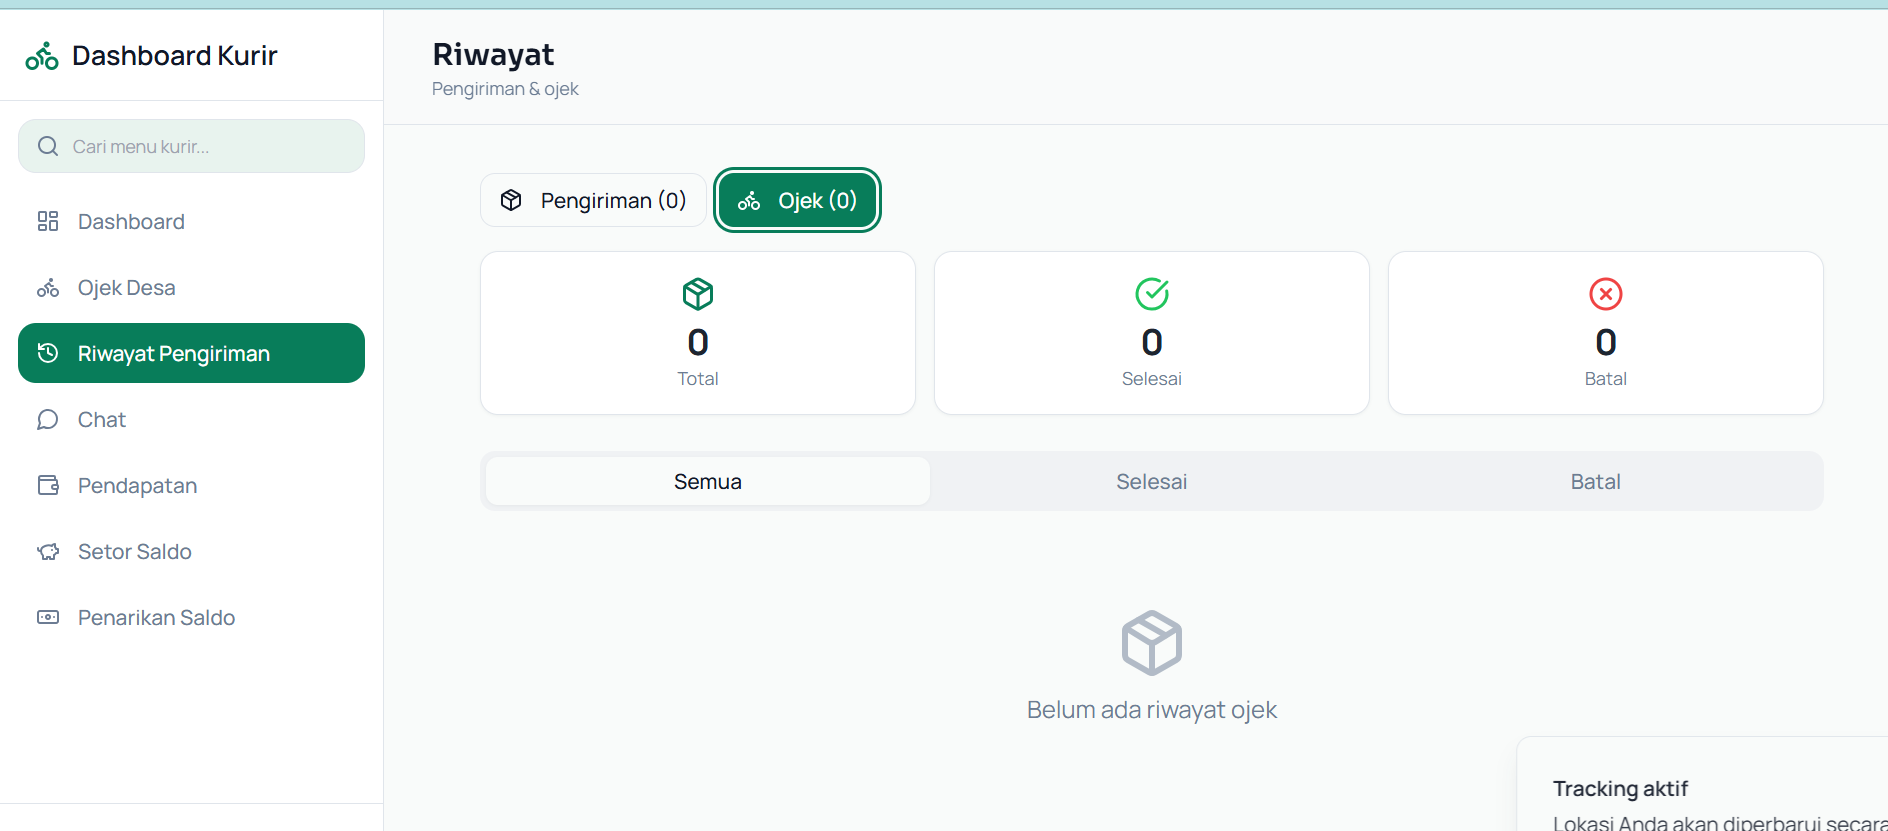 Dashboard Kurir
Cari menu kurir...
Dashboard
Ojek Desa
Riwayat Pengiriman
Chat
Pendapatan
Setor Saldo
Penarikan Saldo
Riwayat
Pengiriman & ojek
Pengiriman (0)
Ojek (0)
0
Total
0
Selesai
0
Batal
Semua
Selesai
Batal
Belum ada riwayat ojek
Tracking aktif
Lokasi Anda akan diperbarui secara